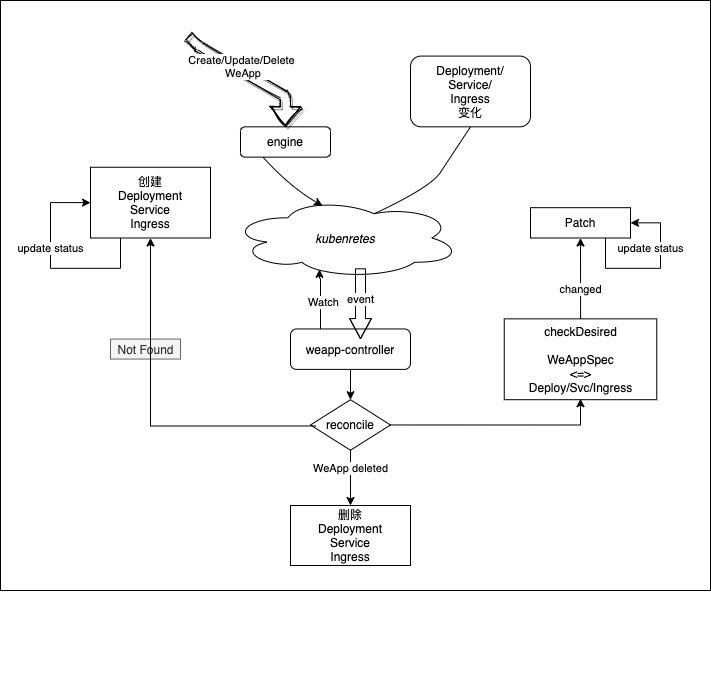 Create/Update/Delete
WeApp
Deployment/
Service/
Ingress
变化
engine
创建
Deployment
Service
Ingress
update status
kubenretes
Patch
update status
Watch
event
changed
Not Found
weapp-controller
checkDesired
WeAppSpec
<=>
Deploy/Svc/Ingress
reconcile
WeApp deleted
删除
Deployment
Service
Ingress